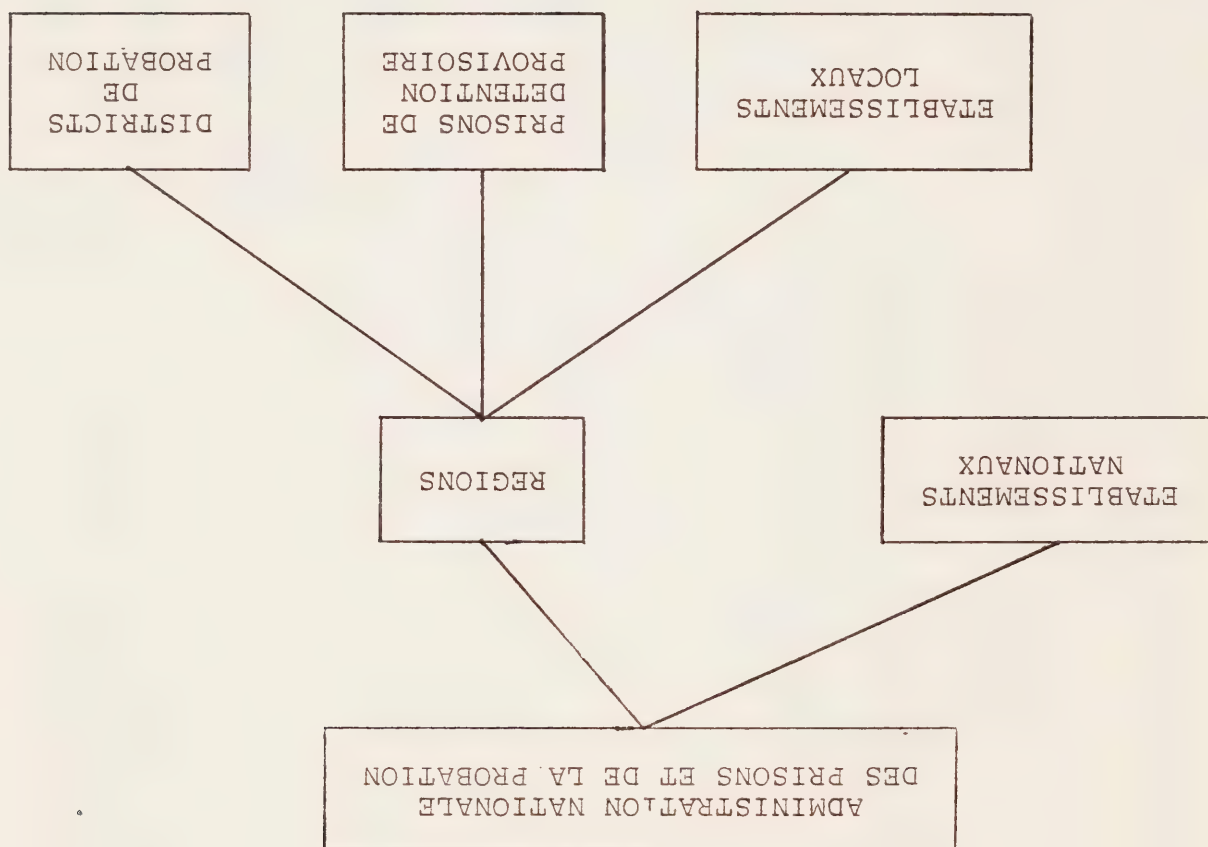 ADMINISTRATION NATIONALE
DES PRISONS ET DE LA PROBATION
ETABLISSEMENTS
NATIONAUX
REGIONS
ETABLISSEMENTS
LOCAUX
PRISONS DE
DETENTION
PROVISOIRE
DISTRICTS
DE
PROBATION